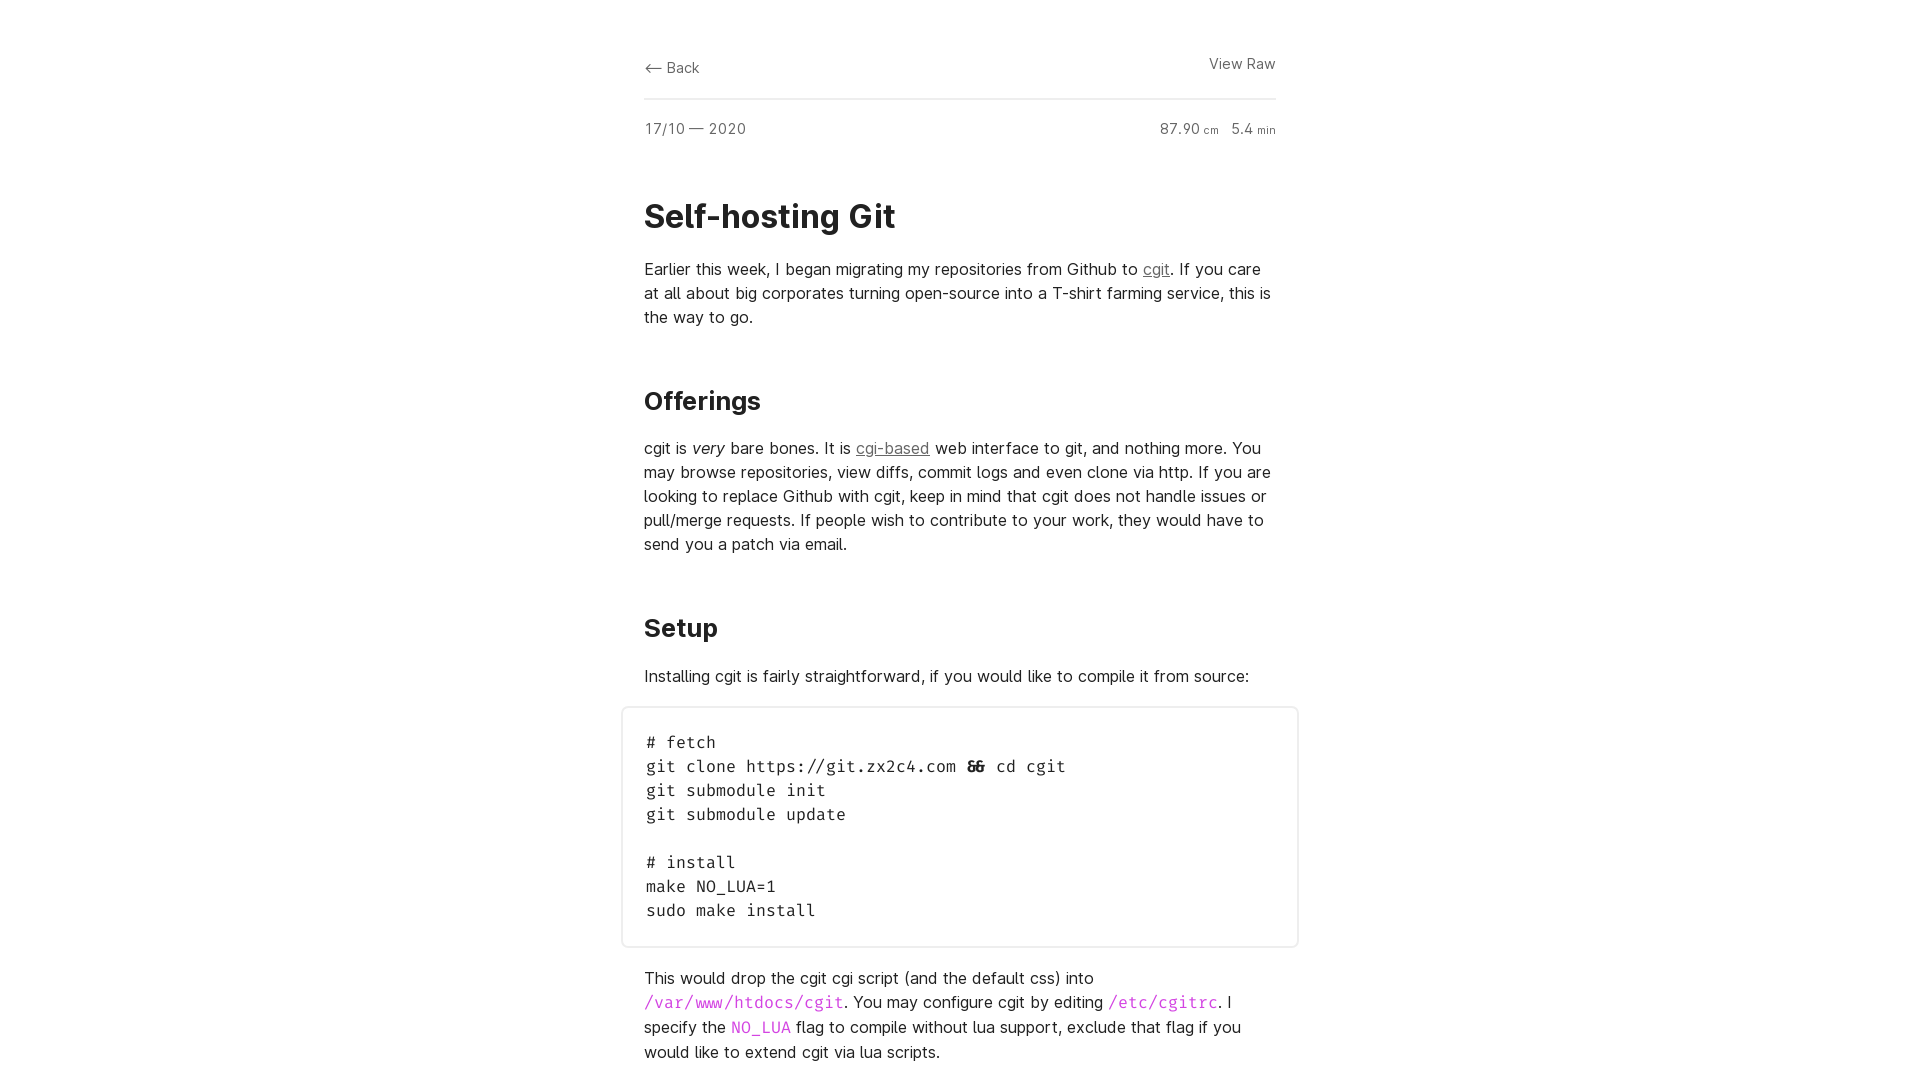 ← Back
View Raw
17/10 — 2020
87.90 cm 5.4 min
Self-hosting Git
Earlier this week, I began migrating my repositories from Github to cgit. If you care
at all about big corporates turning open-source into a T-shirt farming service, this is
the way to go.
Offerings
cgit is very bare bones. It is cgi-based web interface to git, and nothing more. You
may browse repositories, view diffs, commit logs and even clone via http. If you are
looking to replace Github with cgit, keep in mind that cgit does not handle issues or
pull/merge requests. If people wish to contribute to your work, they would have to
send you a patch via email.
Setup
Installing cgit is fairly straightforward, if you would like to compile it from source:
# fetch
git clone https://git.zx2c4.com && cd cgit
git submodule init
git submodule update
# install
make NO_LUA=1
sudo make install
This would drop the cgit cgi script (and the default css) into
/var/www/htdocs/cgit. You may configure cgit by editing /etc/cgitrc. I
specify the NO_LUA flag to compile without lua support, exclude that flag if you
would like to extend cgit via lua scripts.